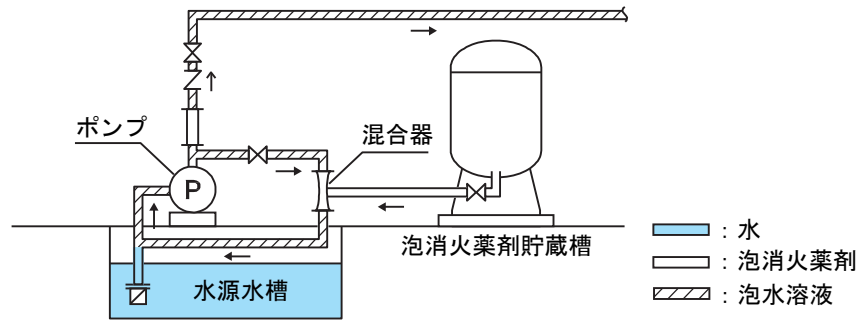 ポンプ
混合器
P
泡消火薬剤貯蔵槽
水源水槽
：水
：泡消火薬剤
：泡水溶液